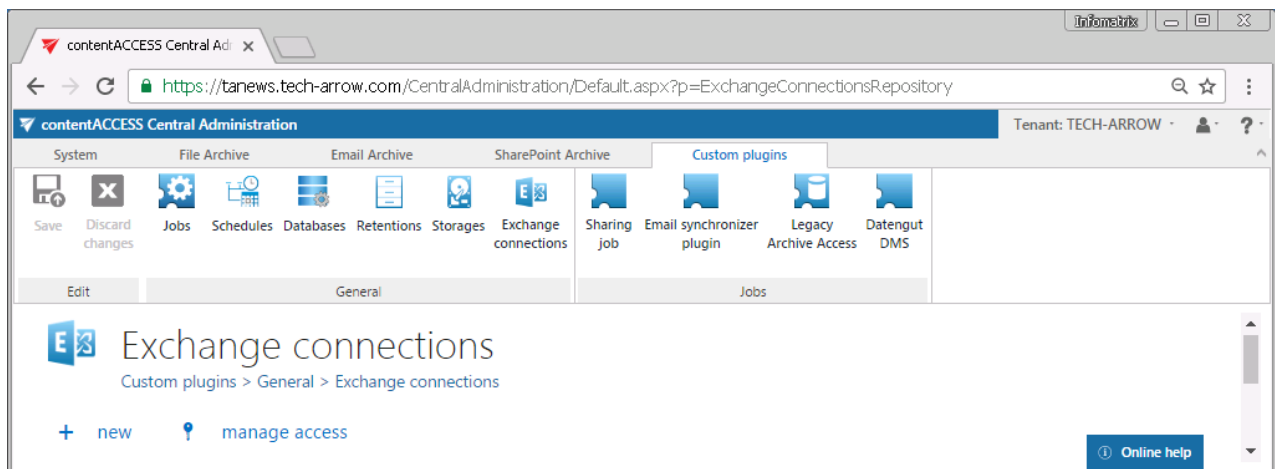 Infomatrix
contentACCESS Central Adr
https://tanews.tech-arrow.com/CentralAdministration/Default.aspx?p=ExchangeConnectionsRepository
contentACCESS Central Administration Tenant: TECH-ARROW ?
System File Archive Email Archive SharePoint Archive Custom plugins
Save Discard changes Jobs Schedules Databases Retentions Storages Exchange connections Sharing job Email synchronizer plugin Legacy Archive Access Datengut DMS
Edit General Jobs
Exchange connections
Custom plugins > General > Exchange connections
+ new manage access
Online help